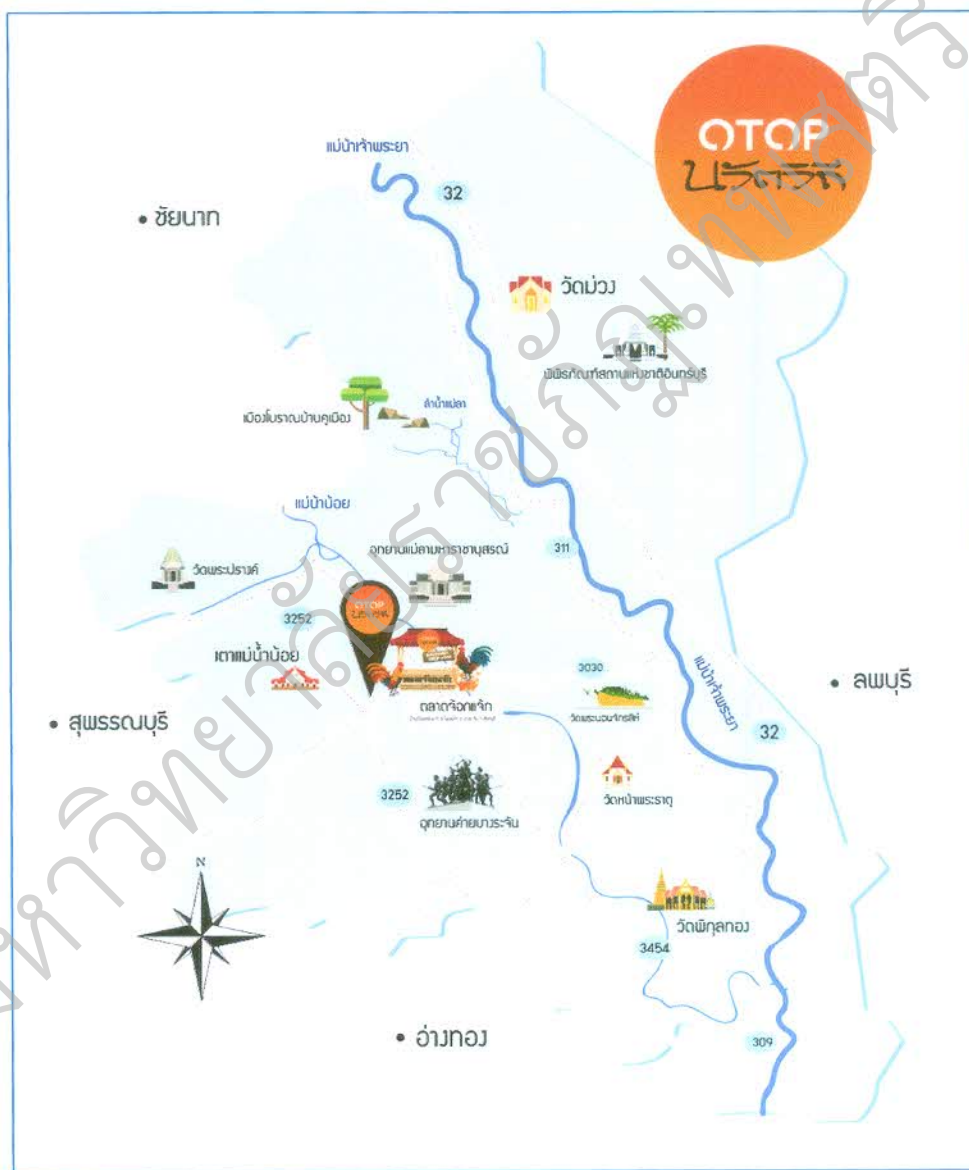 OTOP
นวัตวิถี
แม่น้ำเจ้าพระยา
32
• ชัยนาท
วัดม่วง
พิพิธภัณฑ์สถานแห่งชาติอินทร์บุรี
เมืองโบราณบ้านคูเมือง
ลำน้ำแม่ลา
แม่น้ำน้อย
311
อุทยานแม่ลามหาราชานุสรณ์
วัดพระปรางค์
OTOP
นวัตวิถี
3252
เตาแม่น้ำน้อย
3030
แม่น้ำเจ้าพระยา
• ลพบุรี
ตลาดจ๊อกแจ๊ก
วัดพระนอนจักรสีห์
• สุพรรณบุรี
32
3252
วัดหน้าพระธาตุ
อุทยานค่ายบางระจัน
N
วัดพิกุลทอง
3454
• อ่างทอง
309